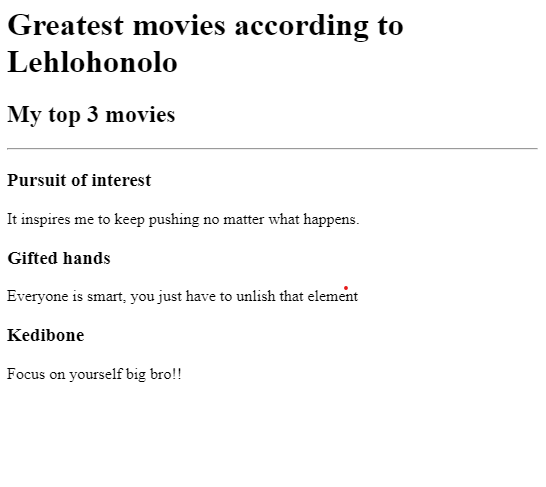 Greatest movies according to
Lehlohonolo
My top 3 movies
Pursuit of interest
It inspires me to keep pushing no matter what happens.
Gifted hands
Everyone is smart, you just have to unlish that element
Kedibone
Focus on yourself big bro!!